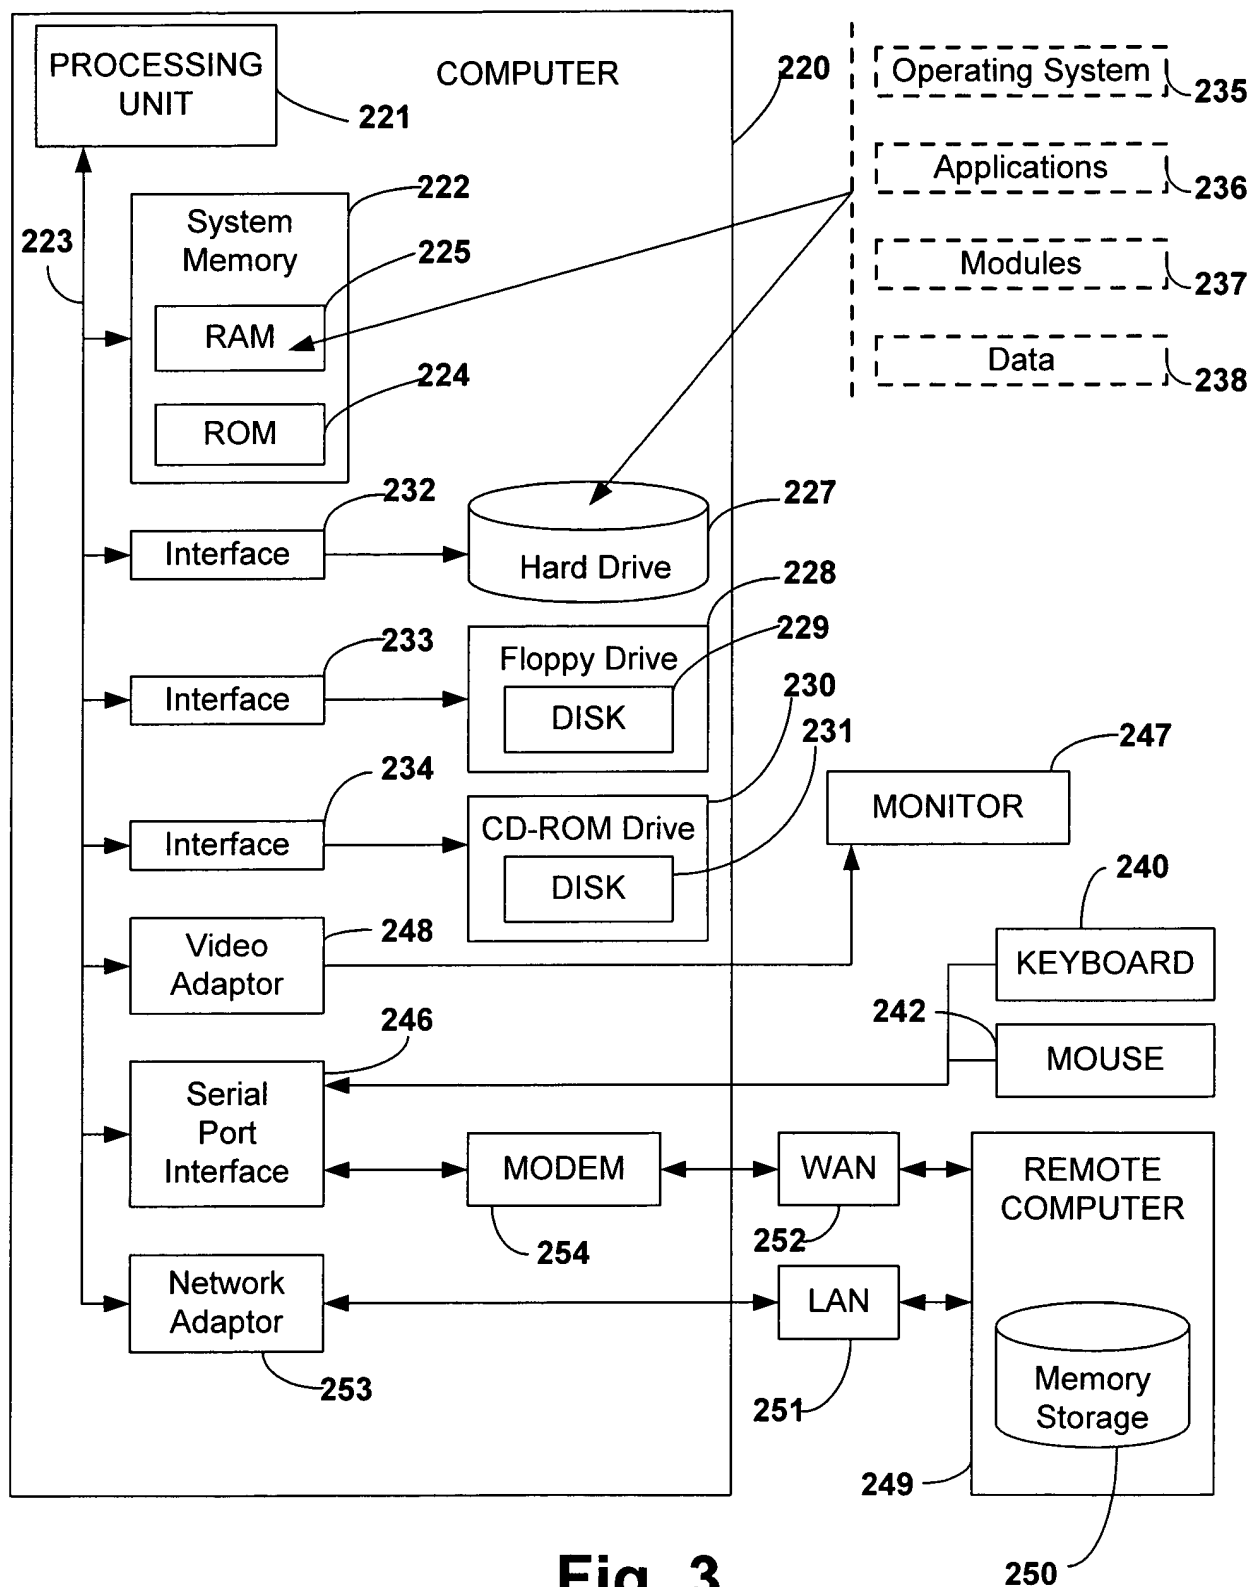 PROCESSING
UNIT
221
COMPUTER
220
Operating System
235
Applications
236
Modules
237
Data
238
223
System
Memory
222
225
RAM
224
ROM
232
Interface
Hard Drive
227
228
233
Interface
Floppy Drive
229
DISK
230
231
234
Interface
CD-ROM Drive
DISK
247
MONITOR
248
Video
Adaptor
240
KEYBOARD
242
MOUSE
246
Serial
Port
Interface
MODEM
254
WAN
252
REMOTE
COMPUTER
Network
Adaptor
253
LAN
251
Memory
Storage
249
250
Fig. 3